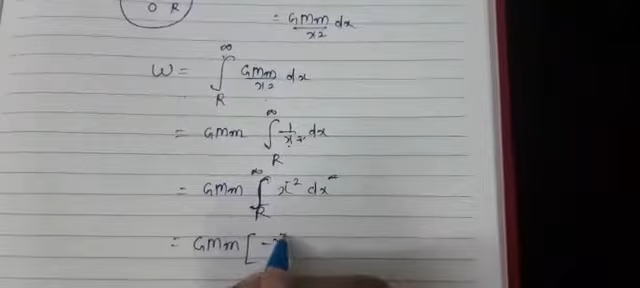 O R
= GMm/x2 dx
W = ∫_R^∞ GMm/x2 dx
= GMm ∫_R^∞ 1/x2 dx
= GMm ∫_R^∞ x^-2 dx
= GMm [ -